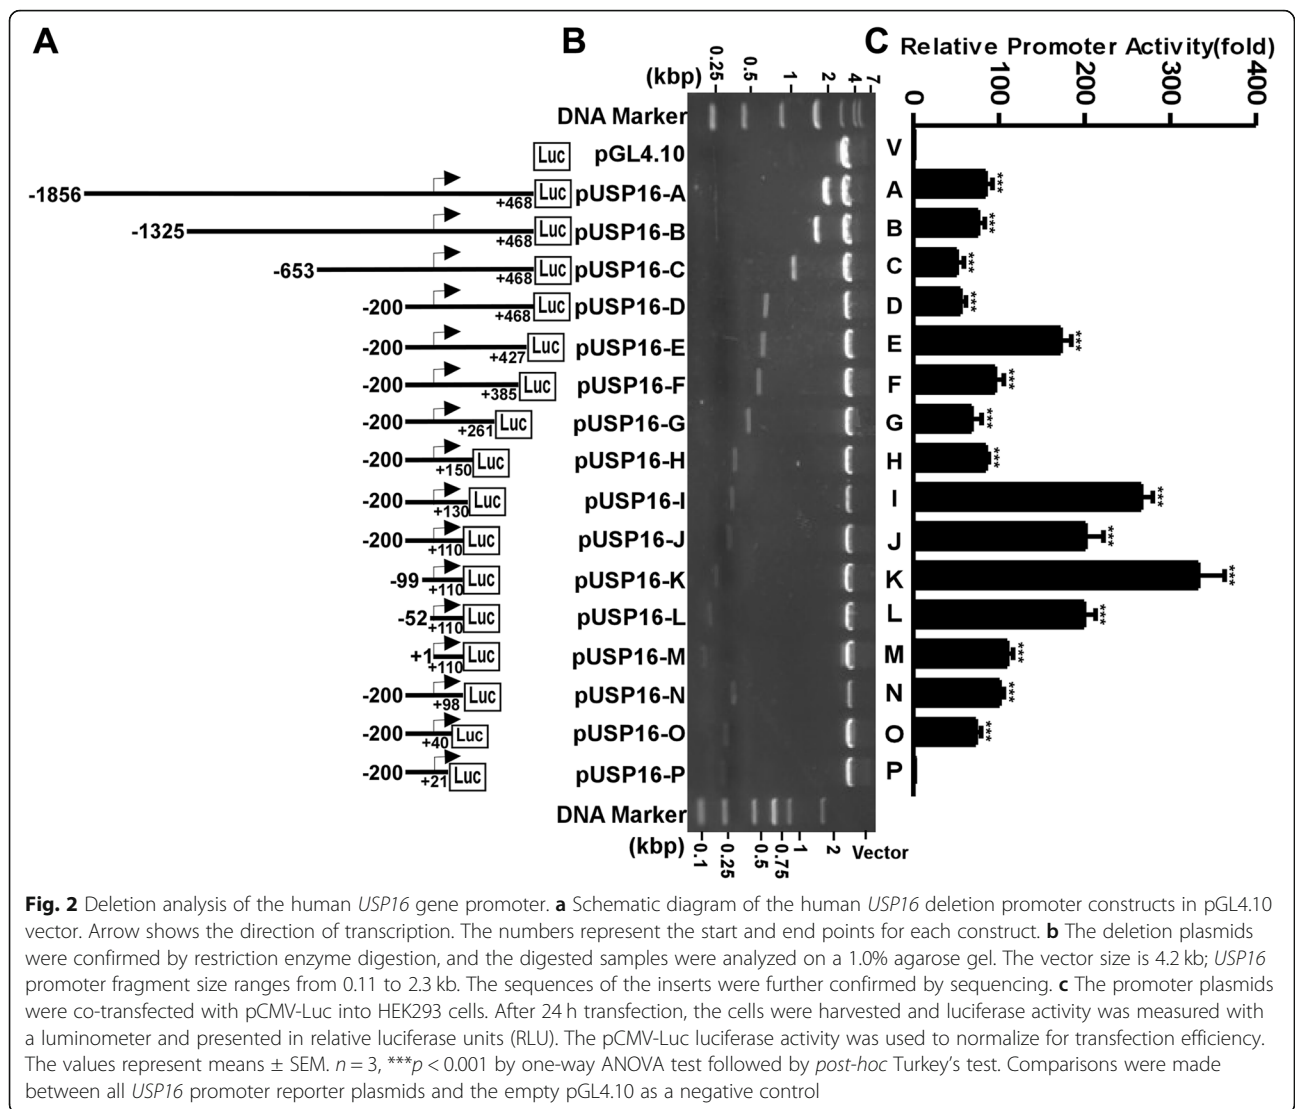 A
B
C Relative Promoter Activity(fold)
(kbp) 0.25 0.5 1 2 4 7
0 100 200 300 400
DNA Marker
Luc pGL4.10 V
-1856 +468 Luc pUSP16-A A ***
-1325 +468 Luc pUSP16-B B ***
-653 +468 Luc pUSP16-C C ***
-200 +468 Luc pUSP16-D D ***
-200 +427 Luc pUSP16-E E ***
-200 +385 Luc pUSP16-F F ***
-200 +261 Luc pUSP16-G G ***
-200 +150 Luc pUSP16-H H ***
-200 +130 Luc pUSP16-I I ***
-200 +110 Luc pUSP16-J J ***
-99 +110 Luc pUSP16-K K ***
-52 +110 Luc pUSP16-L L ***
+1 +110 Luc pUSP16-M M ***
-200 +98 Luc pUSP16-N N ***
-200 +40 Luc pUSP16-O O ***
-200 +21 Luc pUSP16-P P
DNA Marker
(kbp) 0.1 0.25 0.5 0.75 1 2 Vector
Fig. 2 Deletion analysis of the human USP16 gene promoter. a Schematic diagram of the human USP16 deletion promoter constructs in pGL4.10
vector. Arrow shows the direction of transcription. The numbers represent the start and end points for each construct. b The deletion plasmids
were confirmed by restriction enzyme digestion, and the digested samples were analyzed on a 1.0% agarose gel. The vector size is 4.2 kb; USP16
promoter fragment size ranges from 0.11 to 2.3 kb. The sequences of the inserts were further confirmed by sequencing. c The promoter plasmids
were co-transfected with pCMV-Luc into HEK293 cells. After 24 h transfection, the cells were harvested and luciferase activity was measured with
a luminometer and presented in relative luciferase units (RLU). The pCMV-Luc luciferase activity was used to normalize for transfection efficiency.
The values represent means ± SEM. n = 3, ***p < 0.001 by one-way ANOVA test followed by post-hoc Turkey's test. Comparisons were made
between all USP16 promoter reporter plasmids and the empty pGL4.10 as a negative control